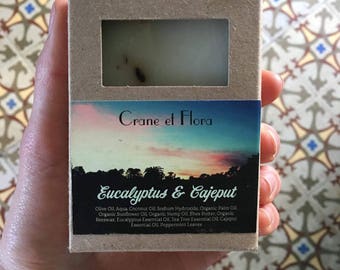 Crane et Flora
Eucalyptus & Cajeput
Olive Oil, Aqua, Coconut Oil, Sodium Hydroxide, Organic Palm Oil,
Organic Sunflower Oil, Organic Hemp Oil, Shea Butter, Organic
Beeswax, Eucalyptus Essential Oil, Tea Tree Essential Oil, Cajeput
Essential Oil, Peppermint Leaves